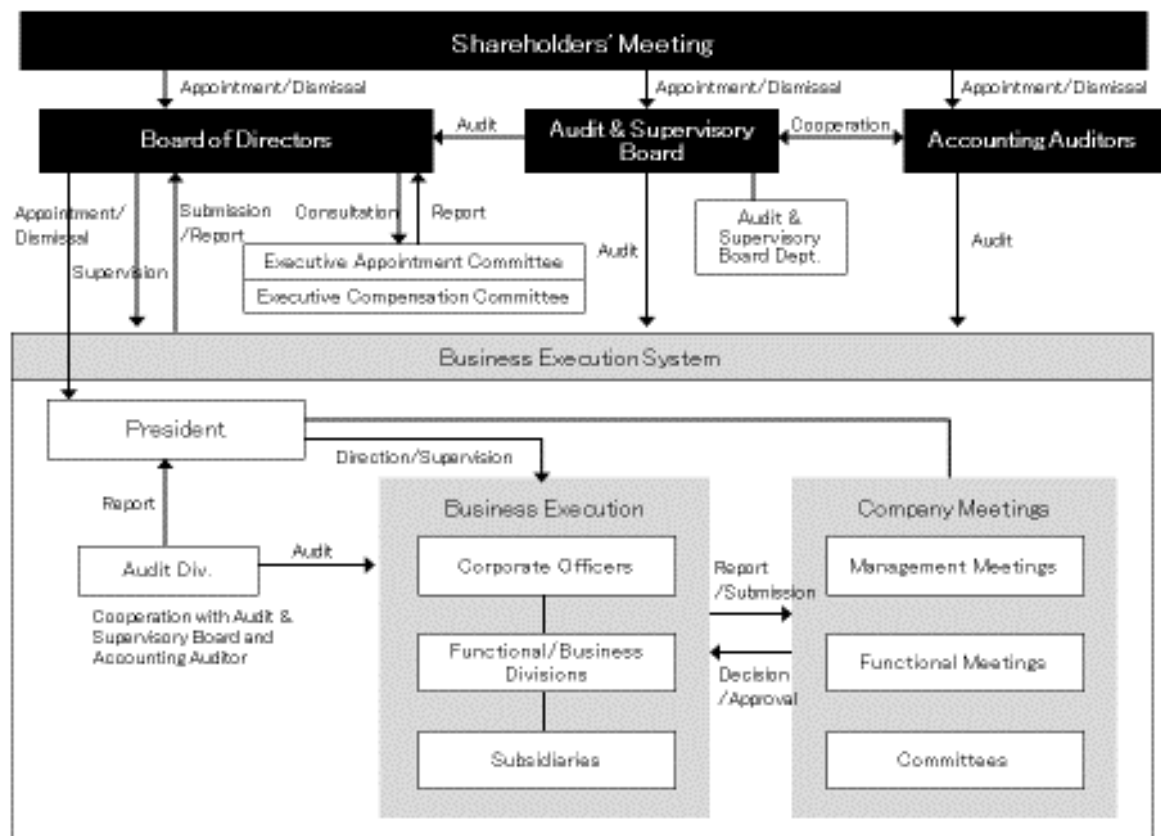 Shareholders' Meeting
Appointment/Dismissal
Appointment/Dismissal
Appointment/Dismissal
Board of Directors
Audit
Audit & Supervisory
Board
Cooperation
Accounting Auditors
Appointment/
Dismissal
Supervision
Submission
/Report
Consultation
Report
Executive Appointment Committee
Executive Compensation Committee
Audit
Audit &
Supervisory
Board Dept.
Audit
Business Execution System
President
Direction/Supervision
Report
Audit Div.
Audit
Cooperation with Audit &
Supervisory Board and
Accounting Auditor
Business Execution
Corporate Officers
Functional/Business
Divisions
Subsidiaries
Report
/Submission
Decision
/Approval
Company Meetings
Management Meetings
Functional Meetings
Committees